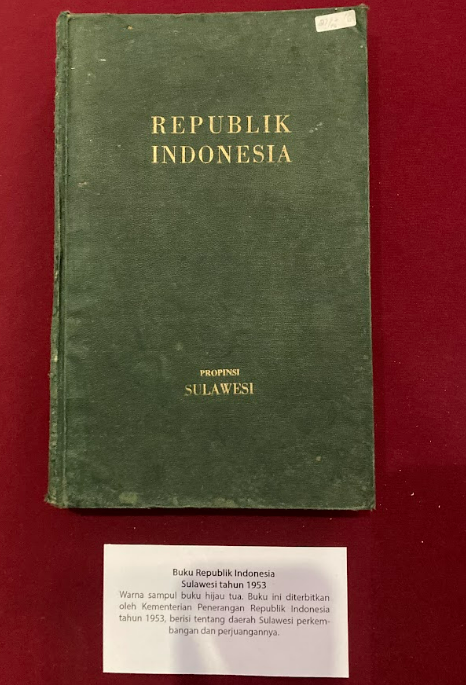 REPUBLIK
INDONESIA
PROPINSI
SULAWESI
Buku Republik Indonesia
Sulawesi tahun 1953
Warna sampul buku hijau tua. Buku ini diterbitkan
oleh Kementerian Penerangan Republik Indonesia
tahun 1953, berisi tentang daerah Sulawesi perkem-
bangan dan perjuangannya.